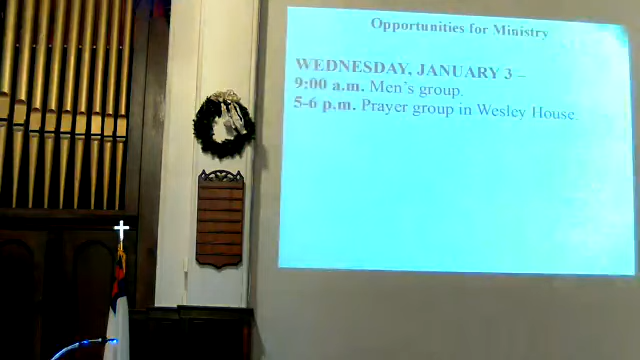 Opportunities for Ministry
WEDNESDAY, JANUARY 3 –
9:00 a.m. Men's group.
5-6 p.m. Prayer group in Wesley House.